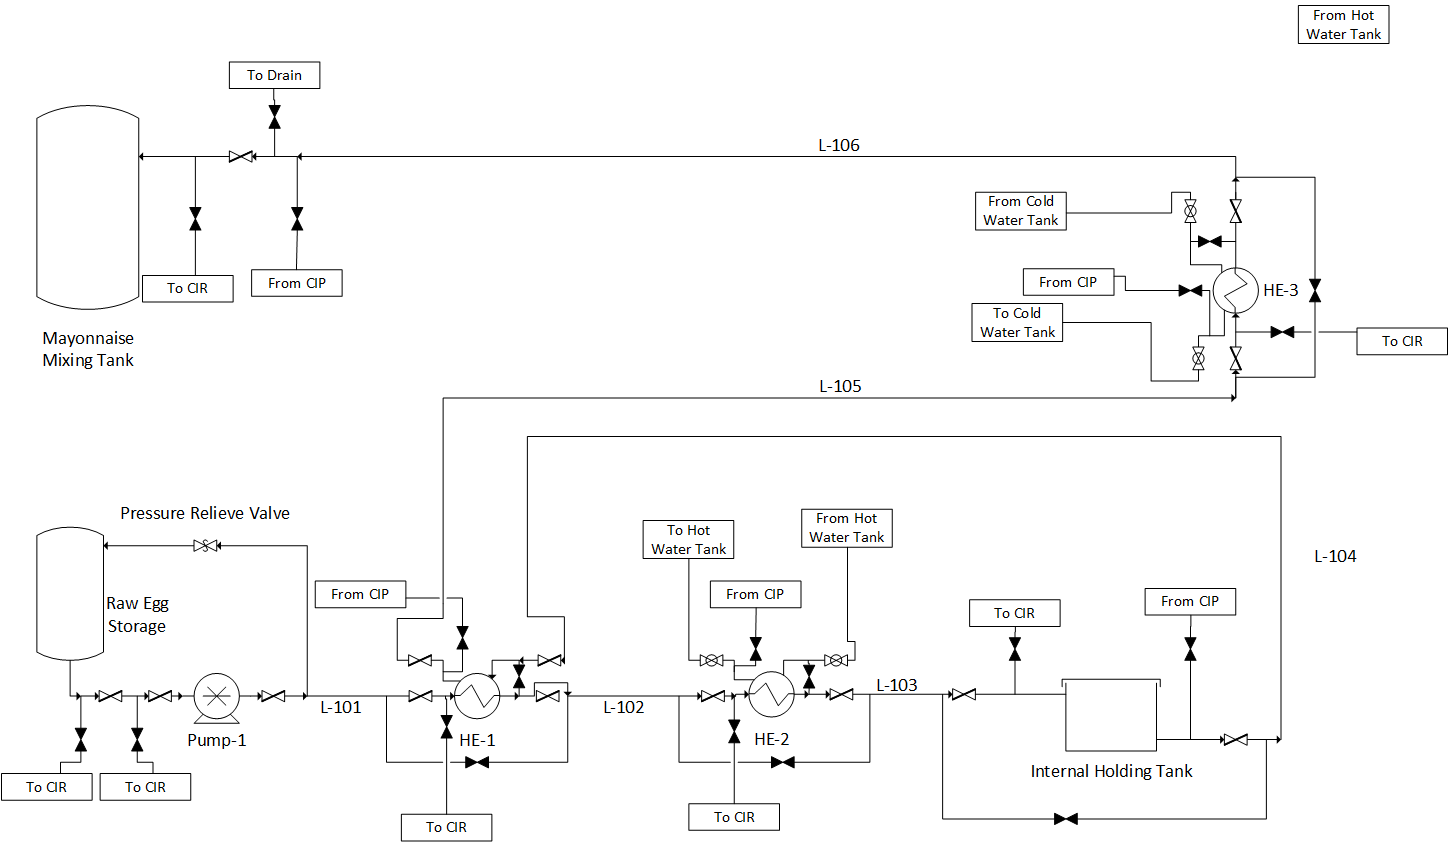 From Hot
Water Tank
To Drain
L-106
From Cold
Water Tank
From CIP
HE-3
To CIR
From CIP
To Cold
Water Tank
To CIR
Mayonnaise
Mixing Tank
L-105
Pressure Relieve Valve
From Hot
Water Tank
To Hot
Water Tank
L-104
From CIP
From CIP
From CIP
Raw Egg
Storage
To CIR
L-101
L-102
L-103
Pump-1
HE-1
HE-2
Internal Holding Tank
To CIR
To CIR
To CIR
To CIR